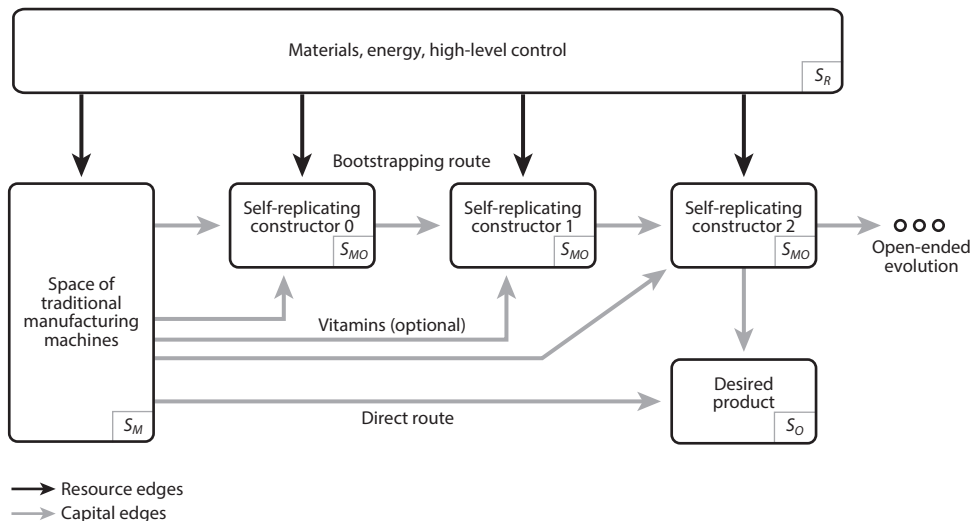 Materials, energy, high-level control
S_R
Bootstrapping route
Self-replicating
constructor 0
S_MO
Self-replicating
constructor 1
S_MO
Self-replicating
constructor 2
S_MO
Open-ended
evolution
Space of
traditional
manufacturing
machines
S_M
Vitamins (optional)
Direct route
Desired
product
S_O
Resource edges
Capital edges